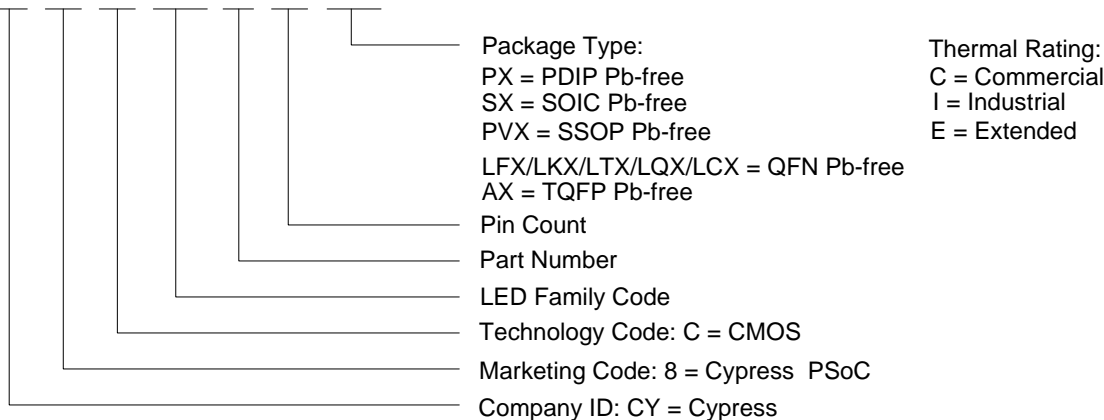 Package Type:
PX = PDIP Pb-free
SX = SOIC Pb-free
PVX = SSOP Pb-free
LFX/LKX/LTX/LQX/LCX = QFN Pb-free
AX = TQFP Pb-free
Thermal Rating:
C = Commercial
I = Industrial
E = Extended
Pin Count
Part Number
LED Family Code
Technology Code: C = CMOS
Marketing Code: 8 = Cypress PSoC
Company ID: CY = Cypress